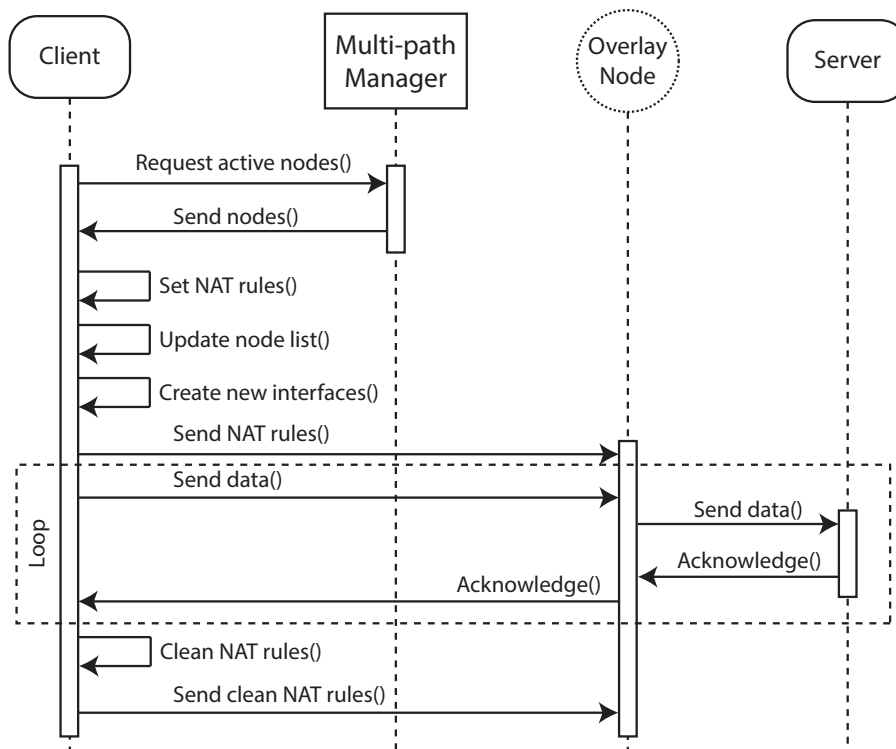 Client
Multi-path
Manager
Overlay
Node
Server
Request active nodes()
Send nodes()
Set NAT rules()
Update node list()
Create new interfaces()
Send NAT rules()
Loop
Send data()
Send data()
Acknowledge()
Acknowledge()
Clean NAT rules()
Send clean NAT rules()